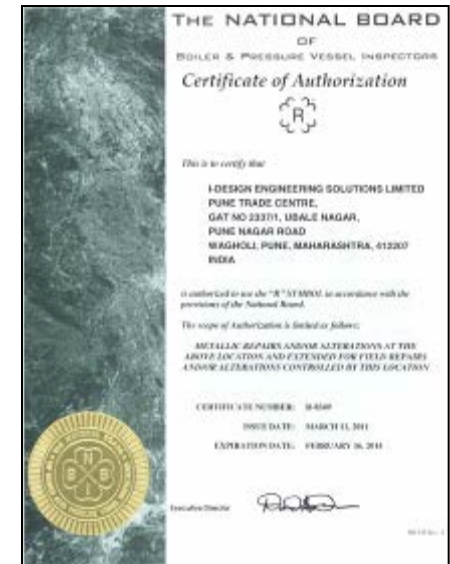 THE NATIONAL BOARD
OF
BOILER & PRESSURE VESSEL INSPECTORS
Certificate of Authorization
R
This is to certify that
I-DESIGN ENGINEERING SOLUTIONS LIMITED
PUNE TRADE CENTRE,
GAT NO 2337/1, UBALE NAGAR,
PUNE NAGAR ROAD
WAGHOLI, PUNE, MAHARASHTRA, 412207
INDIA
is authorized to use the "R" SYMBOL in accordance with the
provisions of the National Board.
The scope of Authorization is limited as follows:
METALLIC REPAIRS AND/OR ALTERATIONS AT THE
ABOVE LOCATION AND EXTENDED FOR FIELD REPAIRS
AND/OR ALTERATIONS CONTROLLED BY THIS LOCATION
CERTIFICATE NUMBER:
ISSUE DATE: MARCH 11, 2011
EXPIRATION DATE: FEBRUARY 16, 2014
N
B B
I
Executive Director